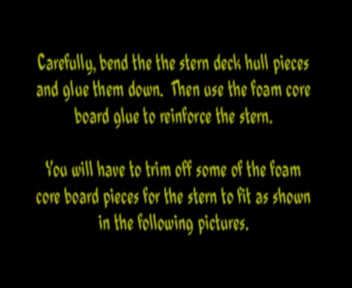 Carefully, bend the the stern deck hull pieces
and glue them down. Then use the foam core
board glue to reinforce the stern.
You will have to trim off some of the foam
core board pieces for the stern to fit as shown
in the following pictures.